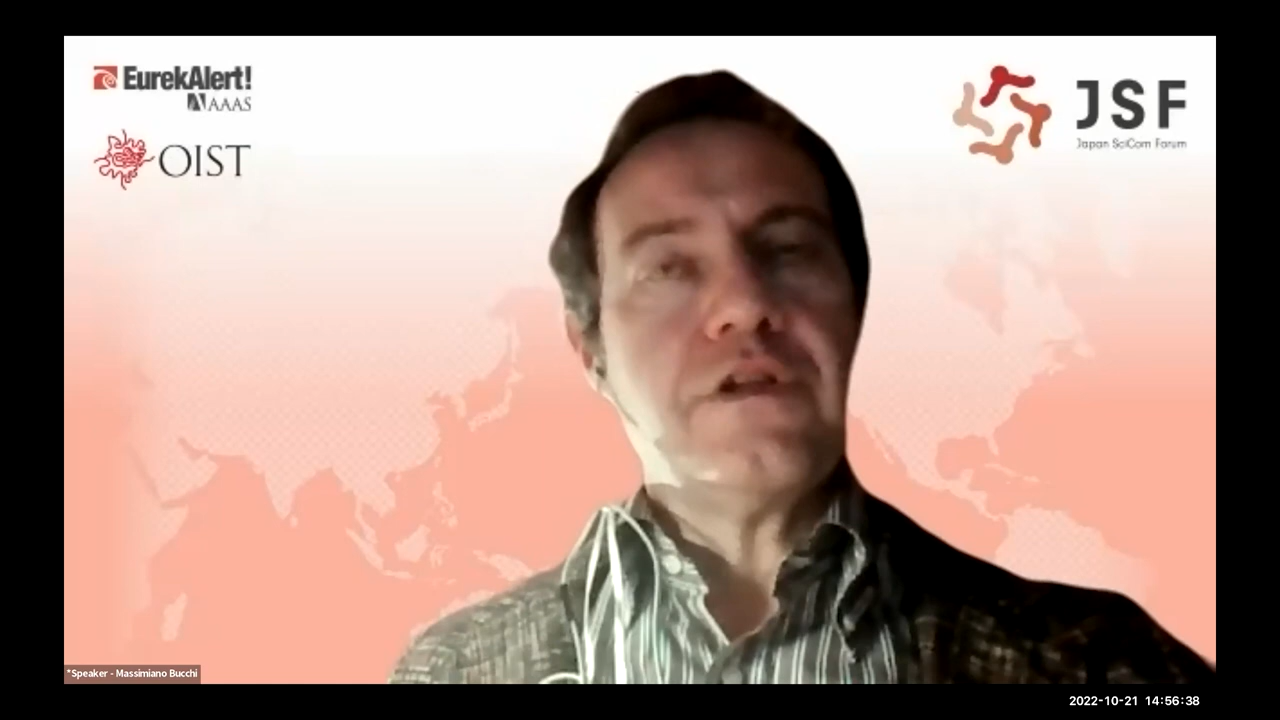 EurekAlert!
AAAS
OIST
JSF
Japan SciCom Forum
*Speaker - Massimiano Bucchi
2022-10-21 14:56:38